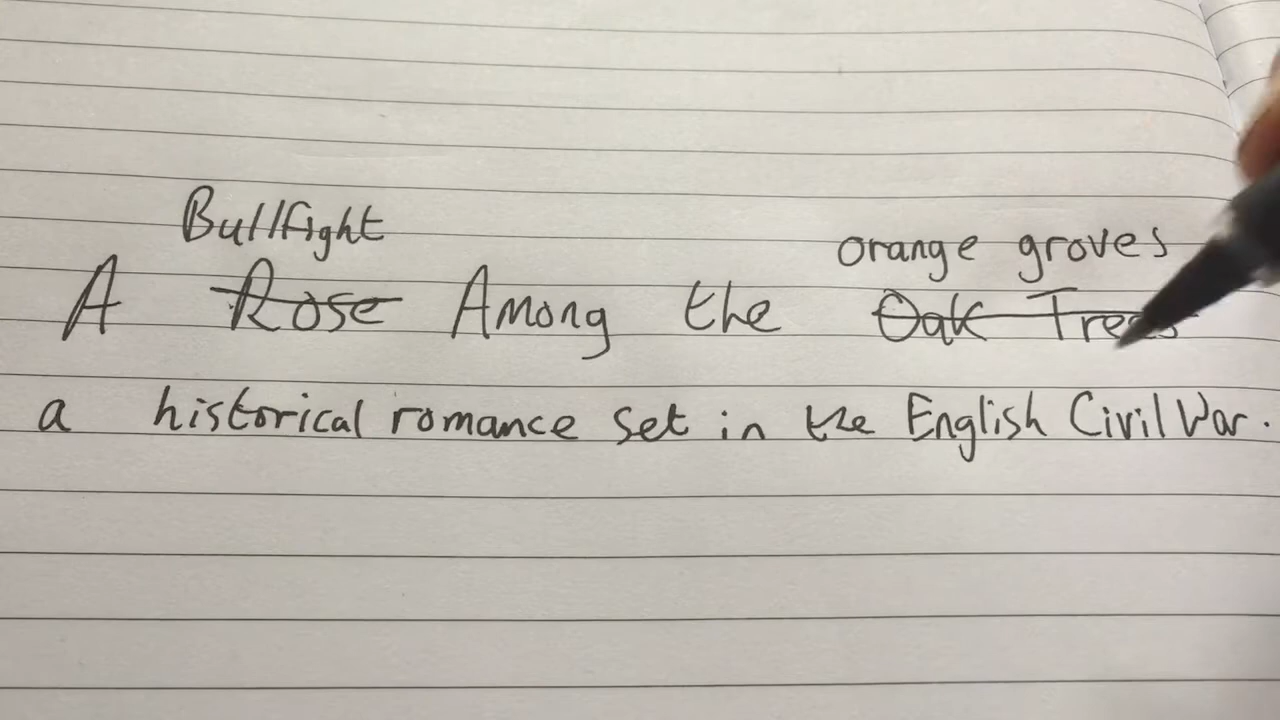 Bullfight orange groves
A Rose Among the Oak Trees
a historical romance set in the English Civil War.